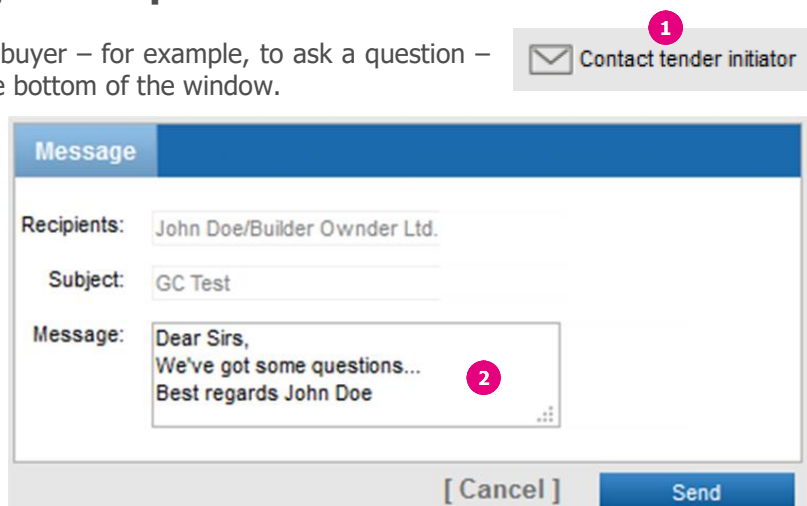 buyer – for example, to ask a question –
bottom of the window.
1
Contact tender initiator
Message
Recipients: John Doe/Builder Ownder Ltd.
Subject: GC Test
Message: Dear Sirs,
We've got some questions...
Best regards John Doe
2
[ Cancel ] Send